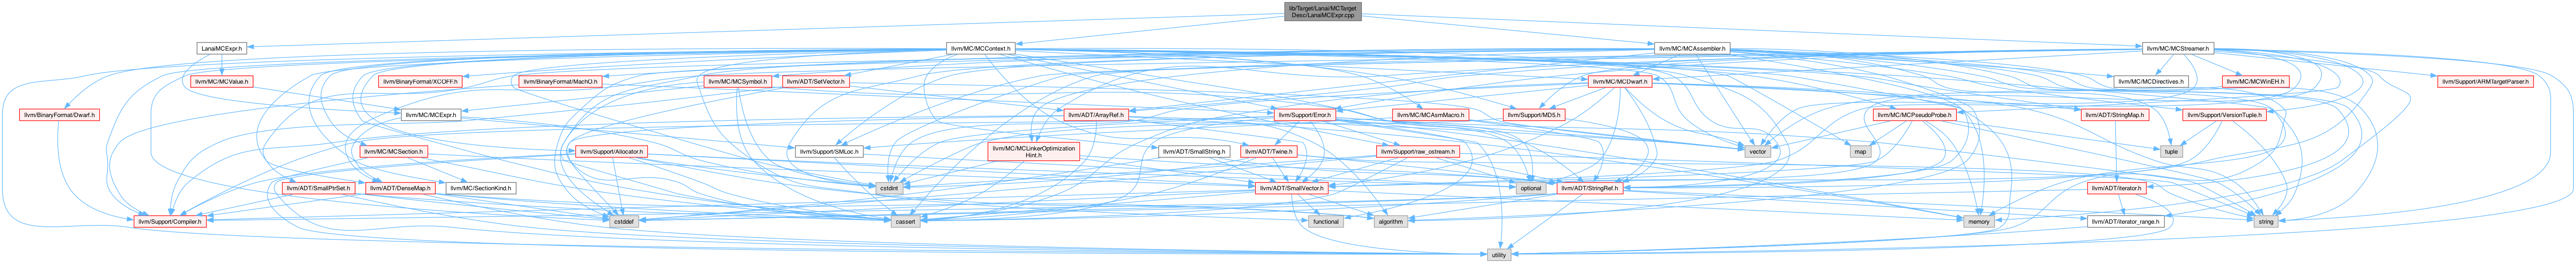 lib/Target/Lanai/MCTarget
Desc/LanaiMCExpr.cpp
LanaiMCExpr.h
llvm/MC/MCContext.h
llvm/MC/MCAssembler.h
llvm/MC/MCStreamer.h
llvm/MC/MCValue.h
llvm/BinaryFormat/XCOFF.h
llvm/BinaryFormat/MachO.h
llvm/MC/MCSymbol.h
llvm/ADT/SetVector.h
llvm/MC/MCDwarf.h
llvm/MC/MCDirectives.h
llvm/MC/MCWinEH.h
llvm/Support/ARMTargetParser.h
llvm/BinaryFormat/Dwarf.h
llvm/MC/MCExpr.h
llvm/ADT/ArrayRef.h
llvm/Support/Error.h
llvm/MC/MCAsmMacro.h
llvm/Support/MD5.h
llvm/MC/MCPseudoProbe.h
llvm/ADT/StringMap.h
llvm/Support/VersionTuple.h
llvm/MC/MCSection.h
llvm/Support/Allocator.h
llvm/Support/SMLoc.h
llvm/MC/MCLinkerOptimization
Hint.h
llvm/ADT/SmallString.h
llvm/ADT/Twine.h
llvm/Support/raw_ostream.h
vector
map
tuple
llvm/ADT/SmallPtrSet.h
llvm/ADT/DenseMap.h
llvm/MC/SectionKind.h
cstdint
llvm/ADT/SmallVector.h
optional
llvm/ADT/StringRef.h
llvm/ADT/iterator.h
llvm/Support/Compiler.h
cstddef
cassert
functional
algorithm
memory
llvm/ADT/iterator_range.h
string
utility